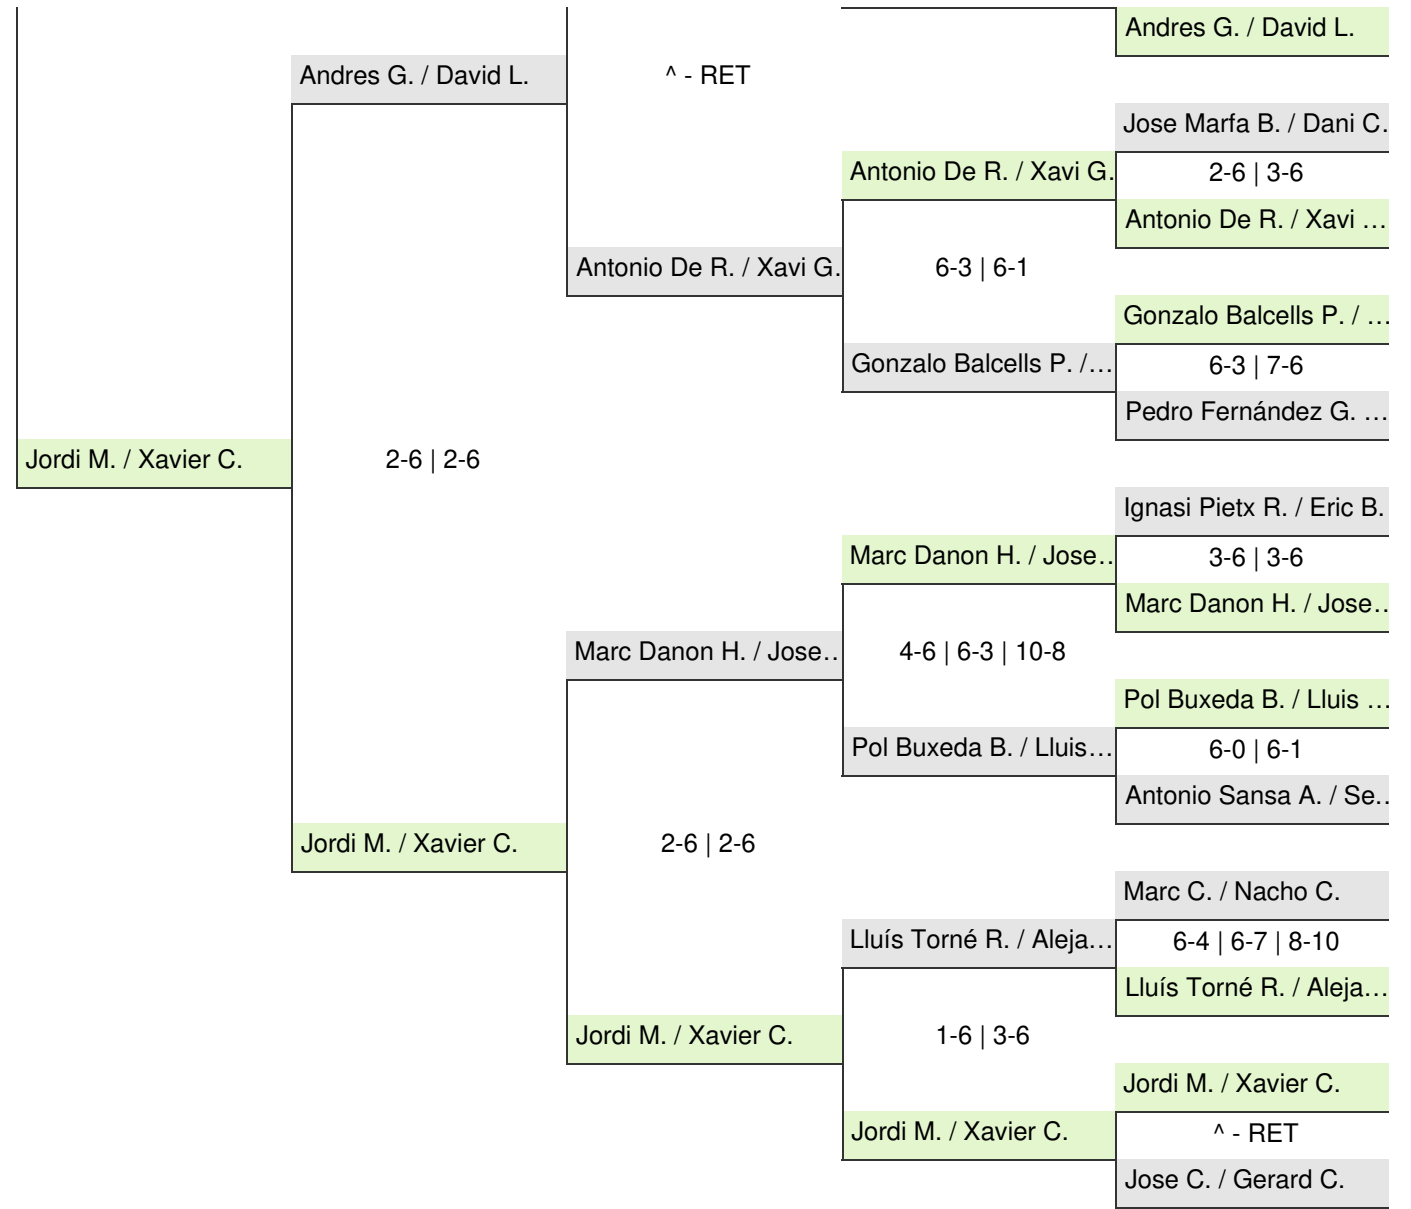 Andres G. / David L.
Andres G. / David L.
^ - RET
Jose Marfa B. / Dani C.
Antonio De R. / Xavi G.
2-6 | 3-6
Antonio De R. / Xavi ...
Antonio De R. / Xavi G.
6-3 | 6-1
Gonzalo Balcells P. / ...
Gonzalo Balcells P. /...
6-3 | 7-6
Pedro Fernández G. ...
Jordi M. / Xavier C.
2-6 | 2-6
Ignasi Pietx R. / Eric B.
Marc Danon H. / Jose...
3-6 | 3-6
Marc Danon H. / Jose...
Marc Danon H. / Jose...
4-6 | 6-3 | 10-8
Pol Buxeda B. / Lluis ...
Pol Buxeda B. / Lluis...
6-0 | 6-1
Antonio Sansa A. / Se...
Jordi M. / Xavier C.
2-6 | 2-6
Marc C. / Nacho C.
Lluís Torné R. / Aleja...
6-4 | 6-7 | 8-10
Lluís Torné R. / Aleja...
Jordi M. / Xavier C.
1-6 | 3-6
Jordi M. / Xavier C.
Jordi M. / Xavier C.
^ - RET
Jose C. / Gerard C.